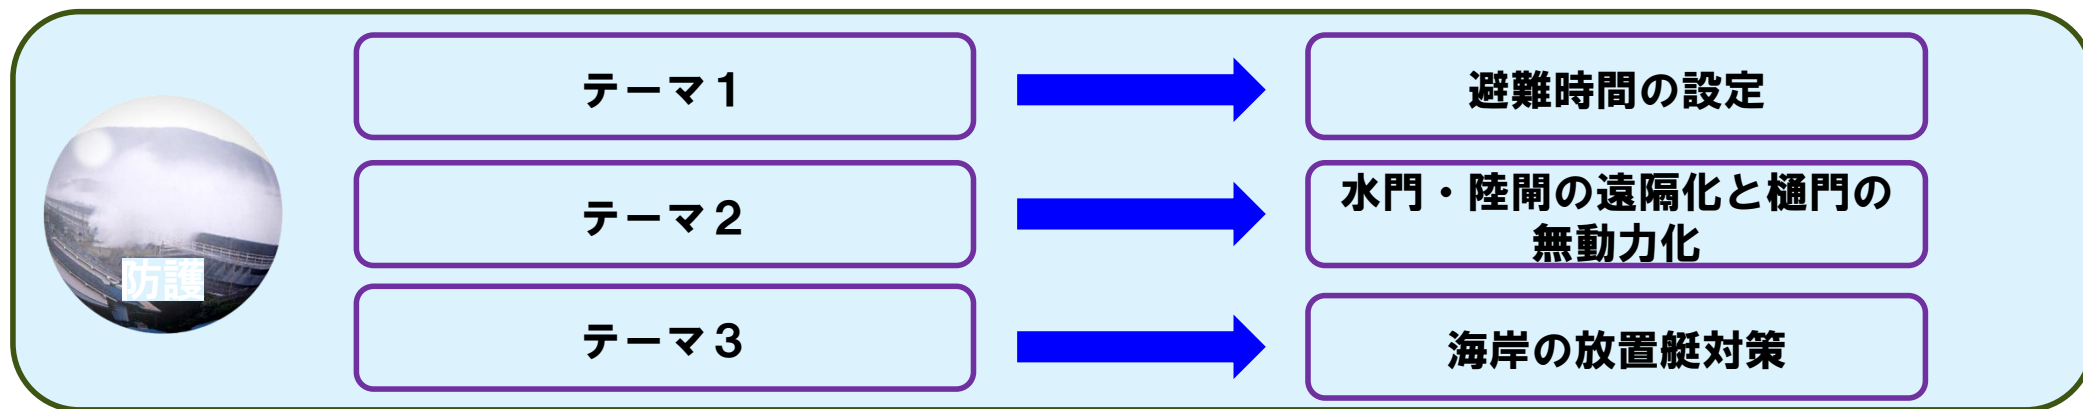 防護
テーマ１
避難時間の設定
テーマ２
水門・陸閘の遠隔化と樋門の
無動力化
テーマ３
海岸の放置艇対策